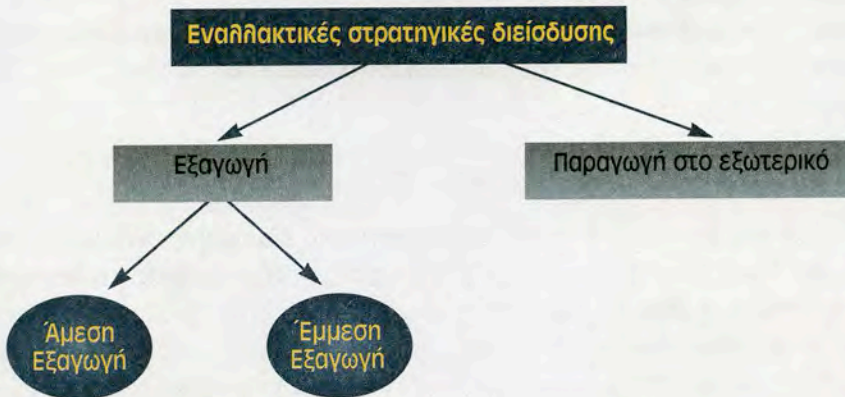 Εναλλακτικές στρατηγικές διείσδυσης
Εξαγωγή
Παραγωγή στο εξωτερικό
Άμεση
Εξαγωγή
Έμμεση
Εξαγωγή